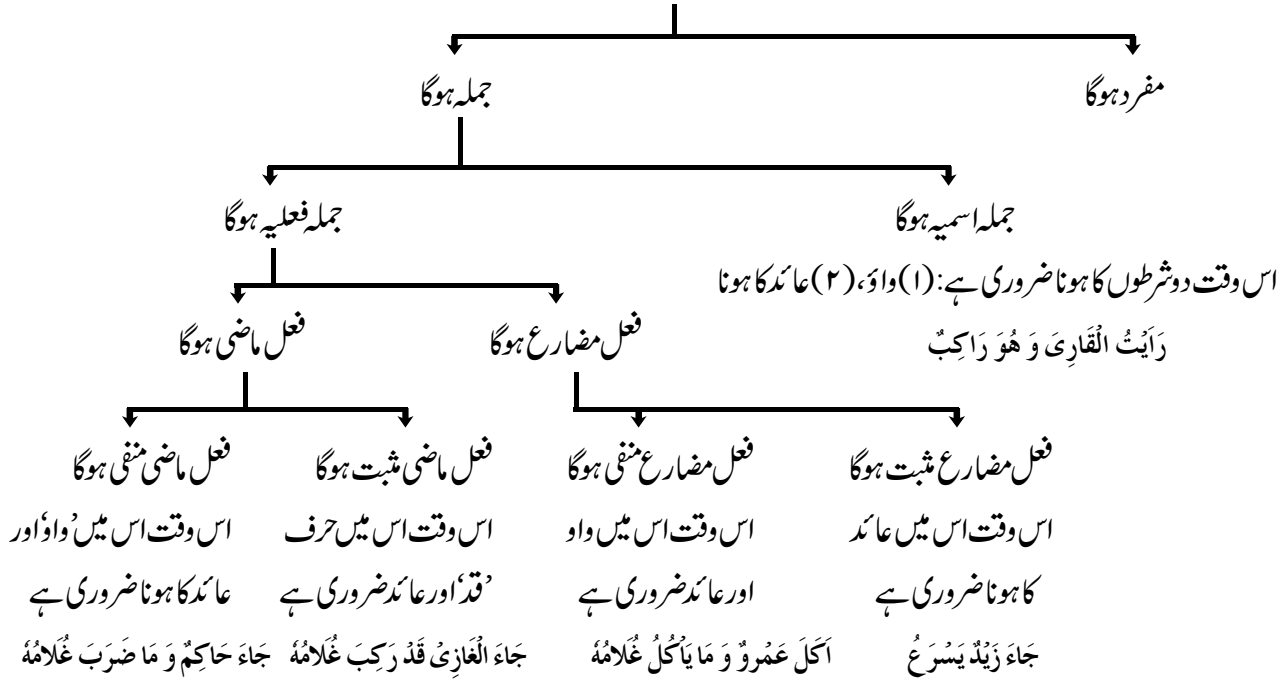 مفرد ہوگا
جملہ ہوگا
جملہ اسمیہ ہوگا
جملہ فعلیہ ہوگا
اس وقت دو شرطوں کا ہونا ضروری ہے: (۱) واؤ، (۲) عائد کا ہونا
رَاَیْتُ الْقَارِیَ وَ هُوَ رَاكِبٌ
فعل مضارع ہوگا
فعل ماضی ہوگا
فعل مضارع مثبت ہوگا
اس وقت اس میں عائد
کا ہونا ضروری ہے
جَاءَ زَیْدٌ یَسْرَعُ
فعل مضارع منفی ہوگا
اس وقت اس میں واو
اور عائد ضروری ہے
اَكَلَ عَمْروٌ وَ مَا یَاْكُلُ غُلَامُهٗ
فعل ماضی مثبت ہوگا
اس وقت اس میں حرف
’قد‘ اور عائد ضروری ہے
جَاءَ الْغَازِیْ قَدْ رَكِبَ غُلَامُهٗ
فعل ماضی منفی ہوگا
اس وقت اس میں ’واو‘ اور
عائد کا ہونا ضروری ہے
جَاءَ حَاكِمٌ وَ مَا ضَرَبَ غُلَامُهٗ